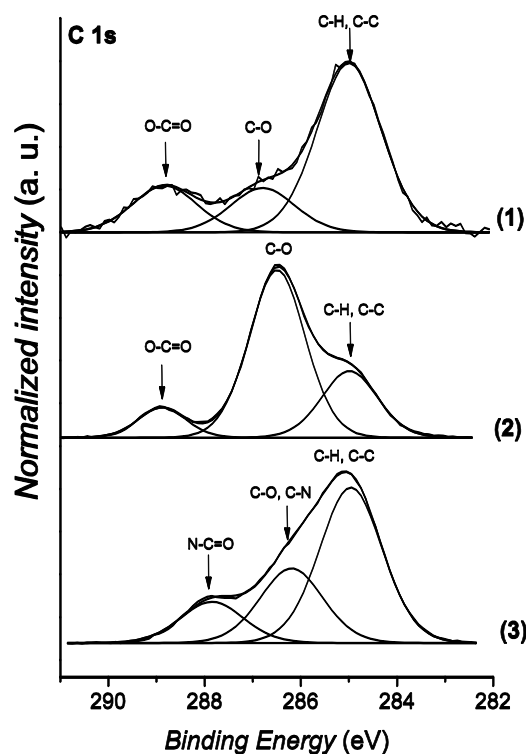 C 1s
C-H, C-C
O-C=O
C-O
(1)
C-O
C-H, C-C
O-C=O
(2)
C-H, C-C
C-O, C-N
N-C=O
(3)
Normalized intensity (a. u.)
290 288 286 284 282
Binding Energy (eV)